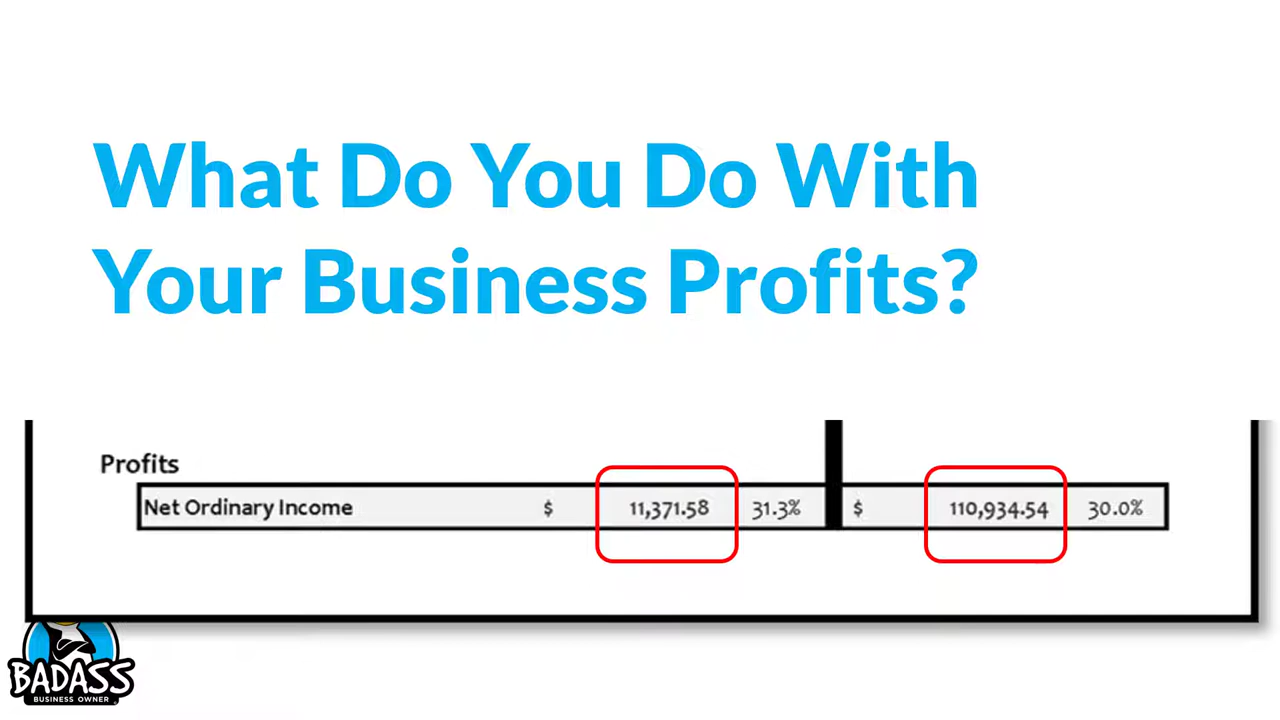 What Do You Do With
Your Business Profits?
Profits
Net Ordinary Income $ 11,371.58 31.3% $ 110,934.54 30.0%
BADASS
BUSINESS OWNER